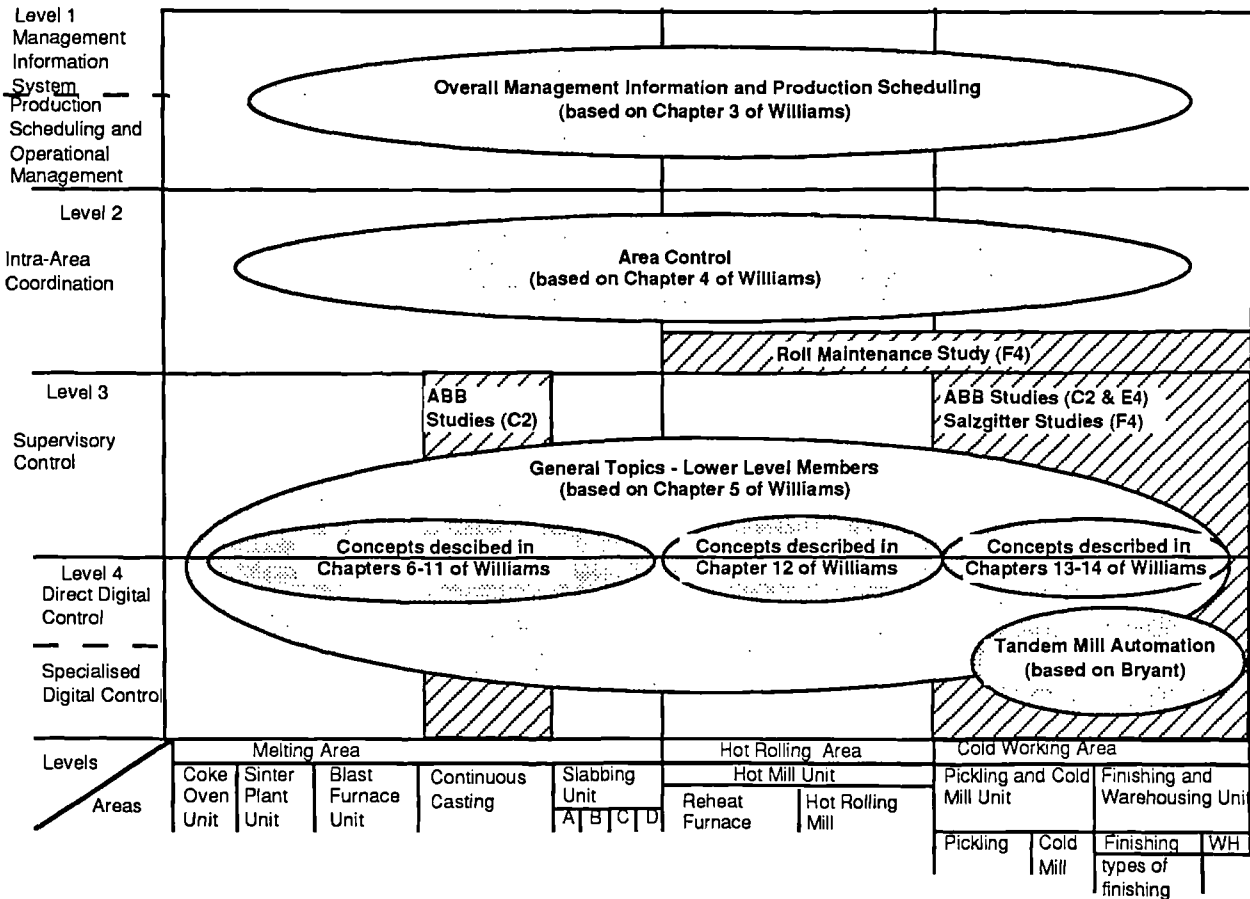 Level 1
Management
Information
System
Production
Scheduling and
Operational
Management
Overall Management Information and Production Scheduling
(based on Chapter 3 of Williams)
Level 2
Intra-Area
Coordination
Area Control
(based on Chapter 4 of Williams)
Roll Maintenance Study (F4)
Level 3
Supervisory
Control
ABB
Studies (C2)
ABB Studies (C2 & E4)
Salzgitter Studies (F4)
General Topics - Lower Level Members
(based on Chapter 5 of Williams)
Concepts described in
Chapters 6-11 of Williams
Concepts described in
Chapter 12 of Williams
Concepts described in
Chapters 13-14 of Williams
Level 4
Direct Digital
Control
Specialised
Digital Control
Tandem Mill Automation
(based on Bryant)
Levels
Areas
Melting Area
Hot Rolling Area
Cold Working Area
Coke
Oven
Unit
Sinter
Plant
Unit
Blast
Furnace
Unit
Continuous
Casting
Slabbing
Unit
A B C D
Hot Mill Unit
Reheat
Furnace
Hot Rolling
Mill
Pickling and Cold
Mill Unit
Finishing and
Warehousing Unit
Pickling
Cold
Mill
Finishing
types of
finishing
WH